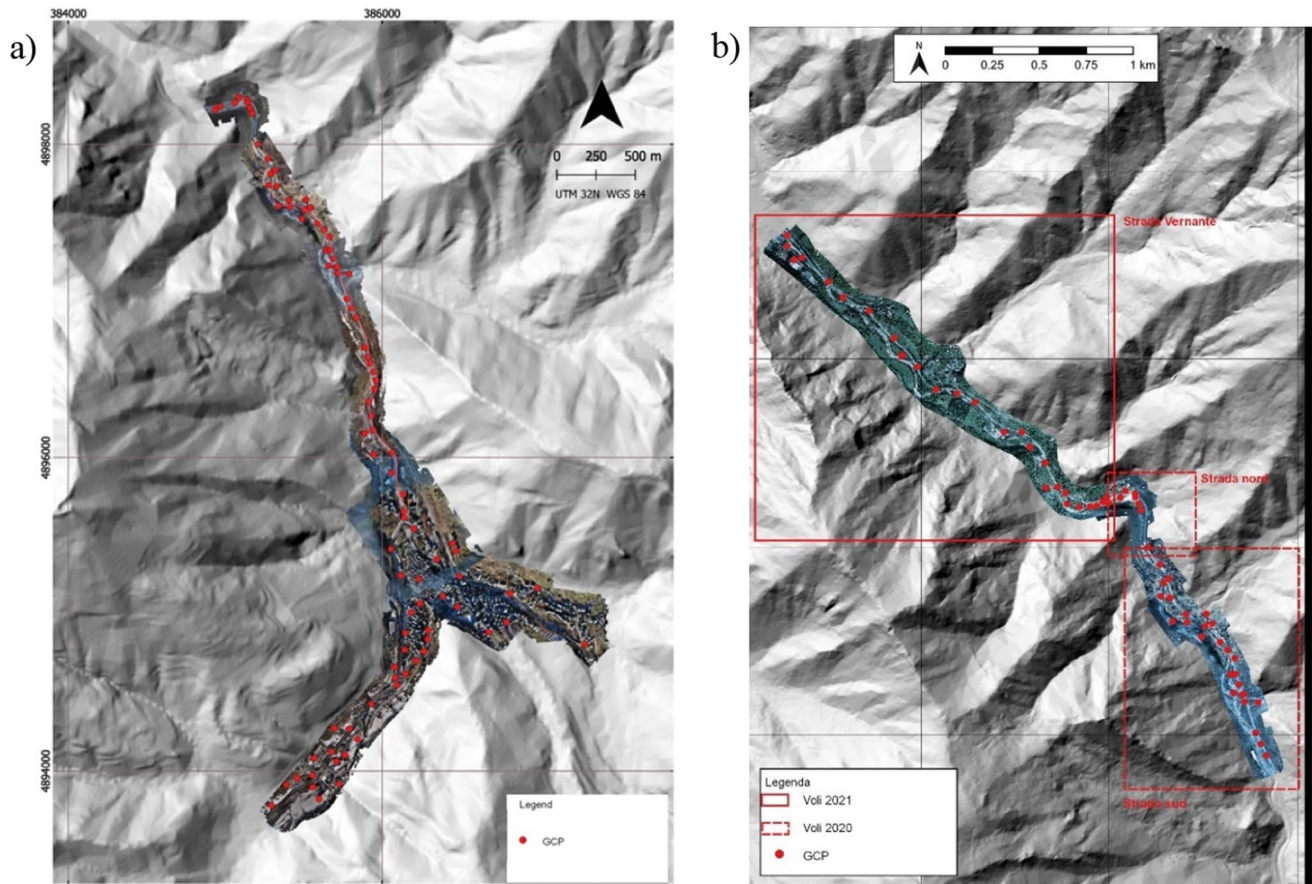 a)
384000
386000
4898000
0 250 500 m
UTM 32N WGS 84
4896000
4894000
Legend
GCP
b)
N
0 0.25 0.5 0.75 1 km
Strada Vernante
Strada nord
Strada sud
Legenda
Voli 2021
Voli 2020
GCP